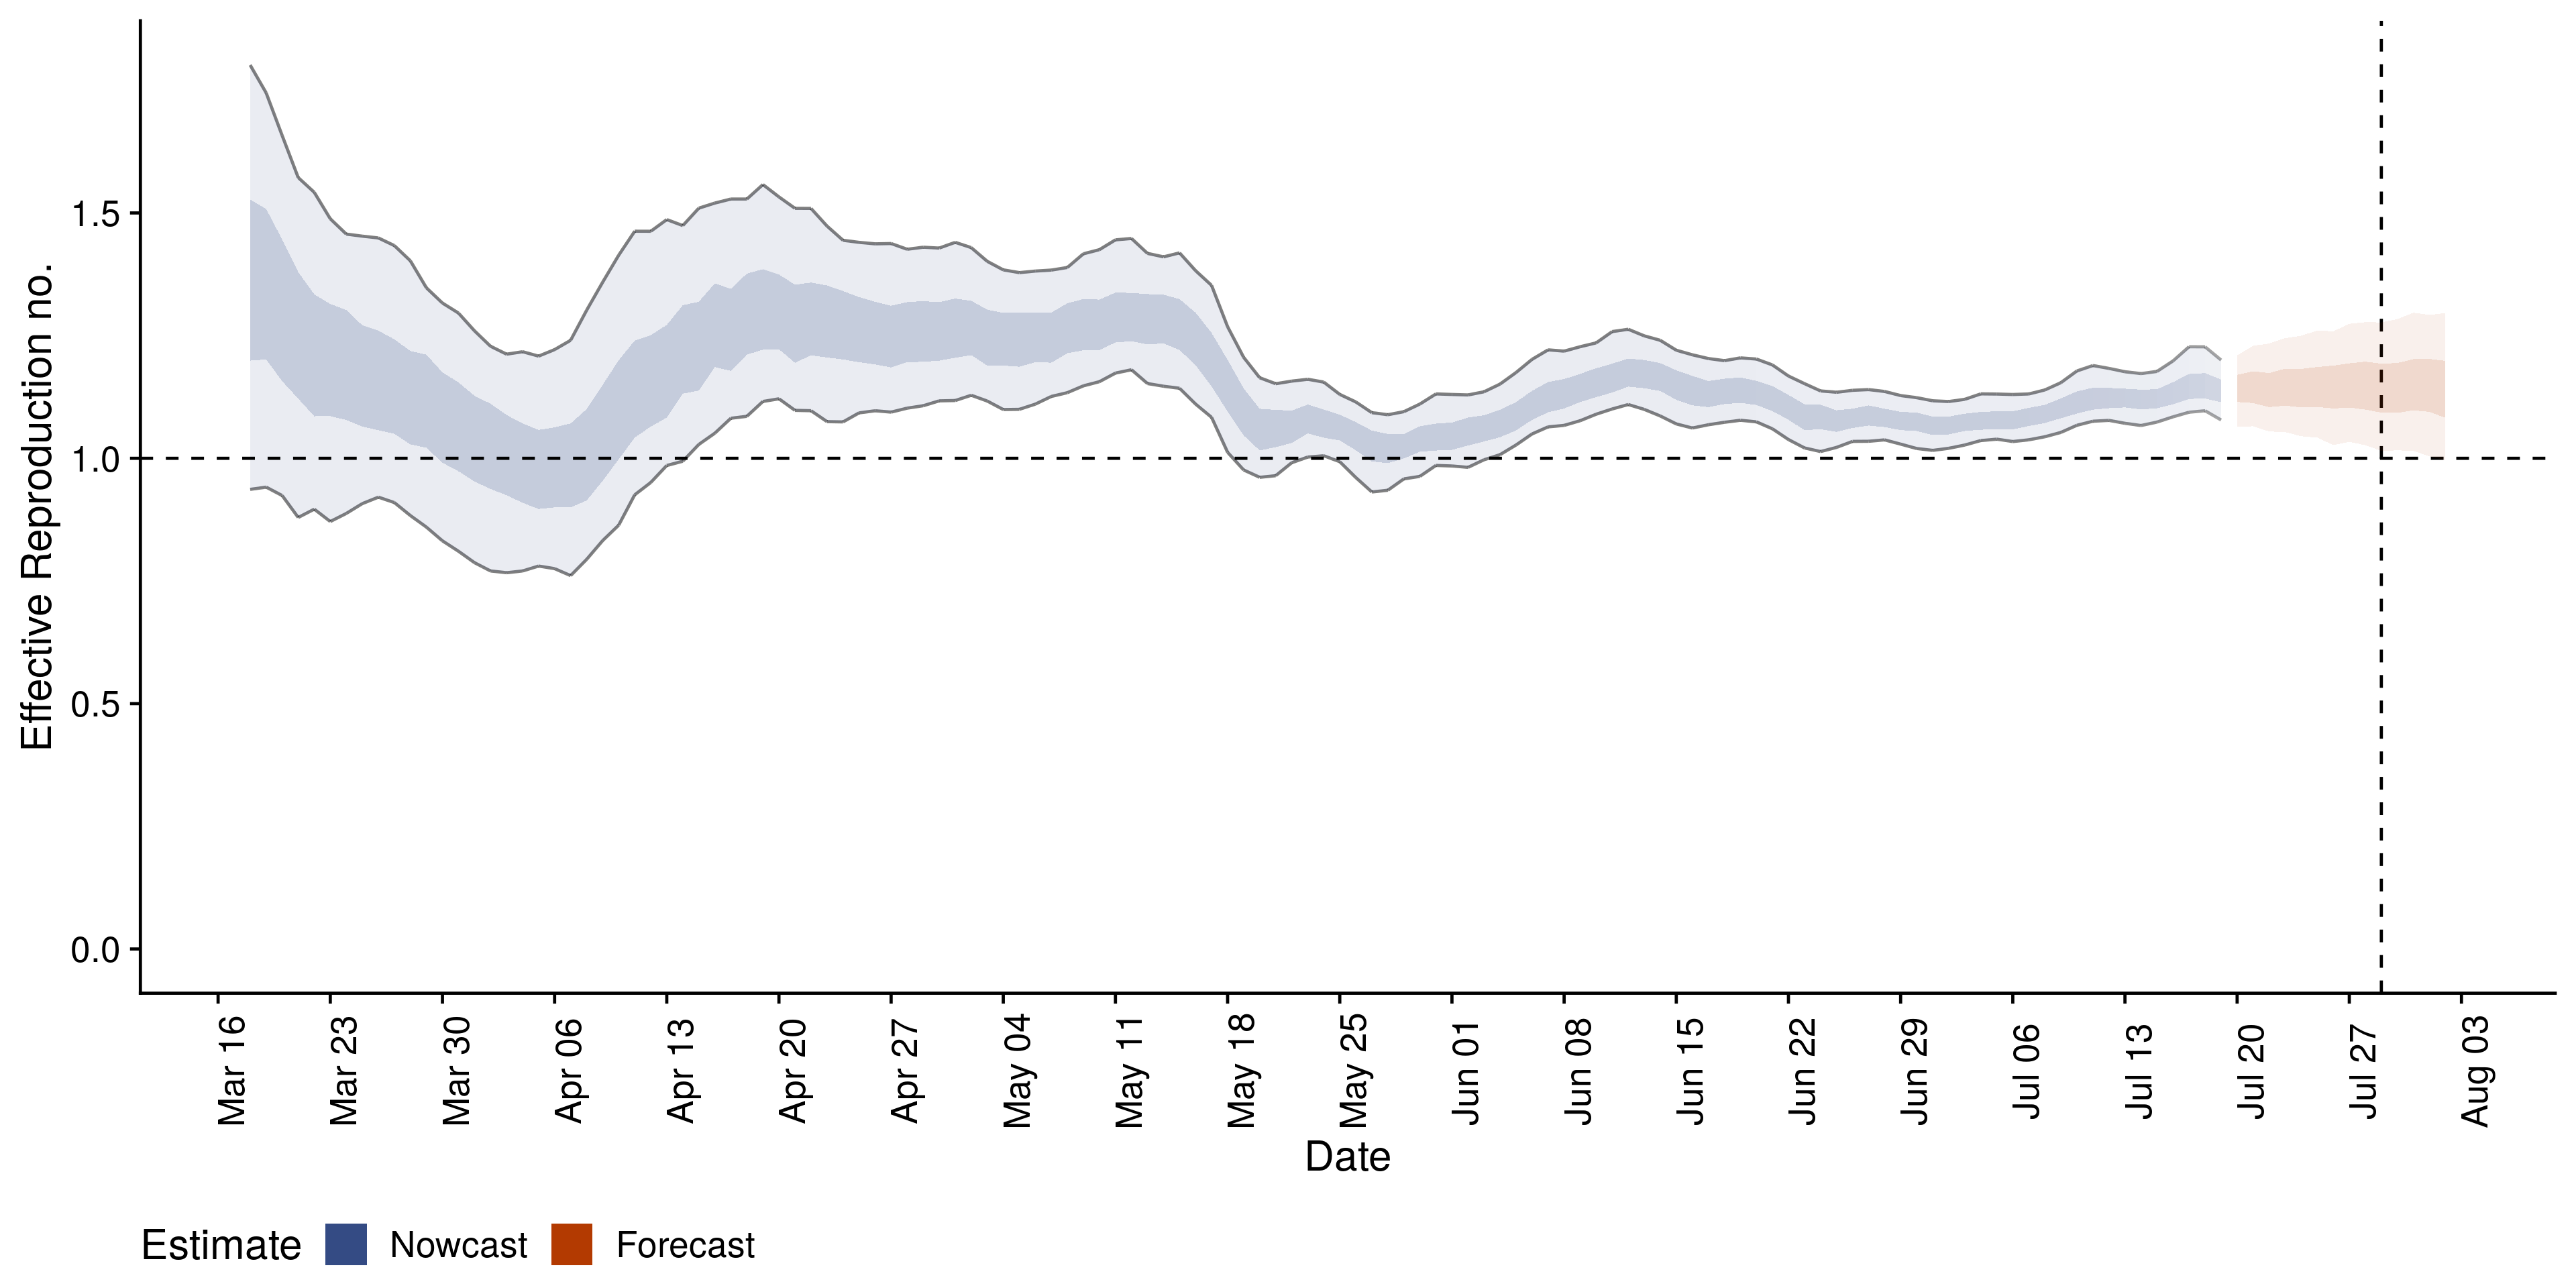 Effective Reproduction no.
1.5
1.0
0.5
0.0
Mar 16
Mar 23
Mar 30
Apr 06
Apr 13
Apr 20
Apr 27
May 04
May 11
May 18
May 25
Jun 01
Jun 08
Jun 15
Jun 22
Jun 29
Jul 06
Jul 13
Jul 20
Jul 27
Aug 03
Date
Estimate Nowcast Forecast